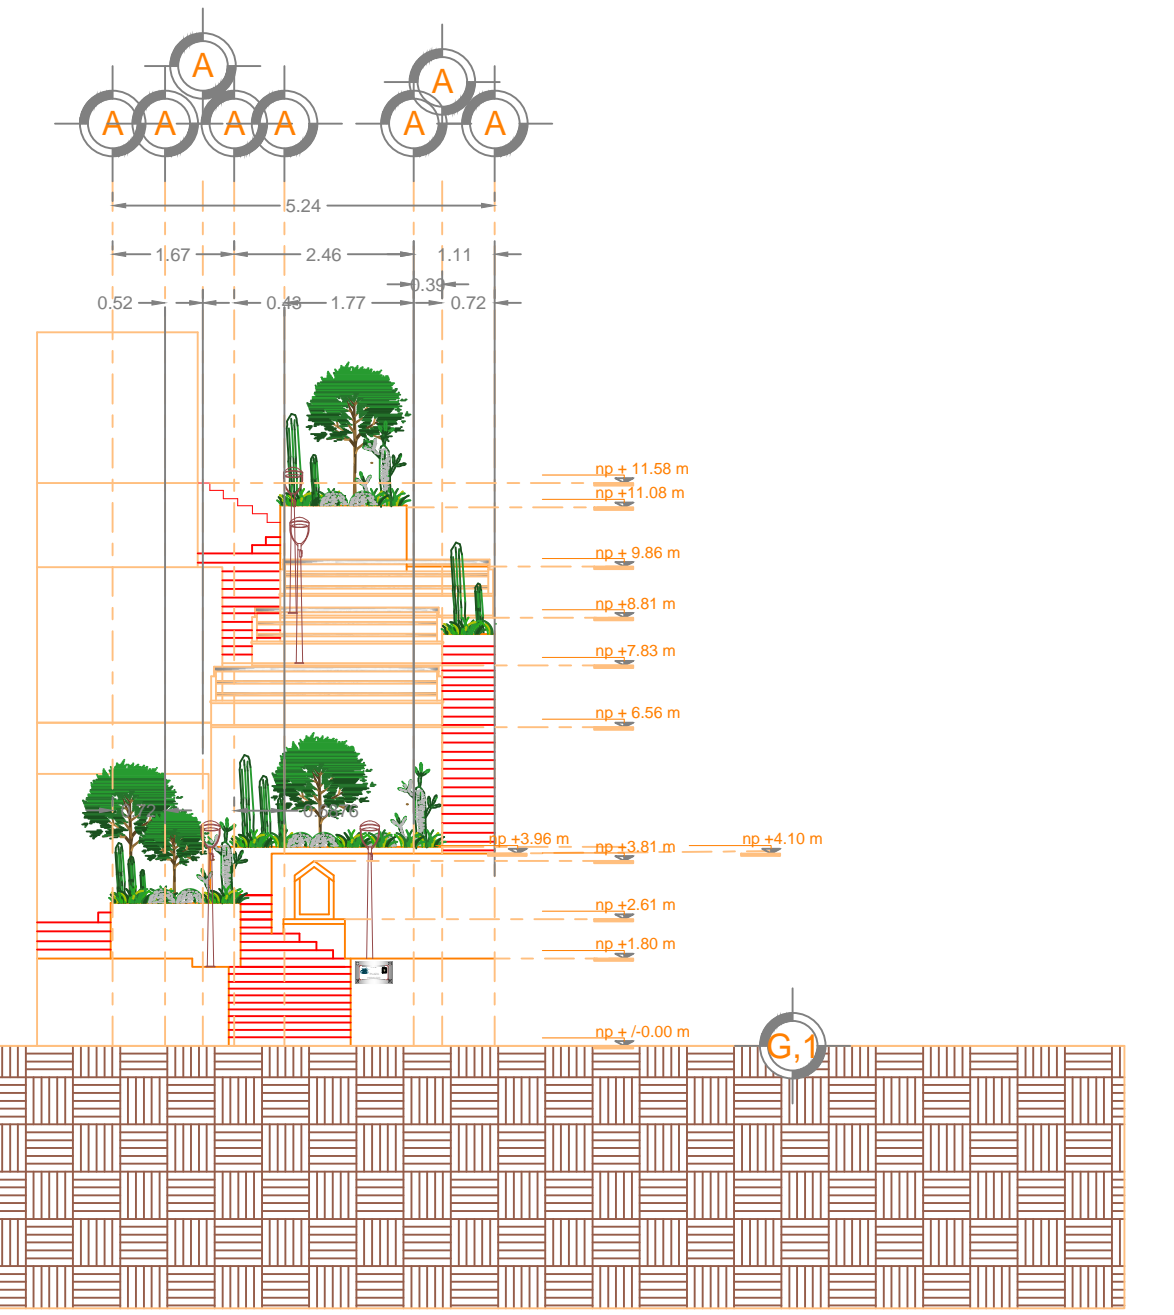 A
A
A
A
A
A
A
A
5.24
1.67
2.46
1.11
0.39
0.52
0.43
1.77
0.72
np + 11.58 m
np +11.08 m
np + 9.86 m
np +8.81 m
np +7.83 m
np + 6.56 m
np +3.96 m
np +4.10 m
np +3.81 m
np +2.61 m
np +1.80 m
np + /-0.00 m
G,1